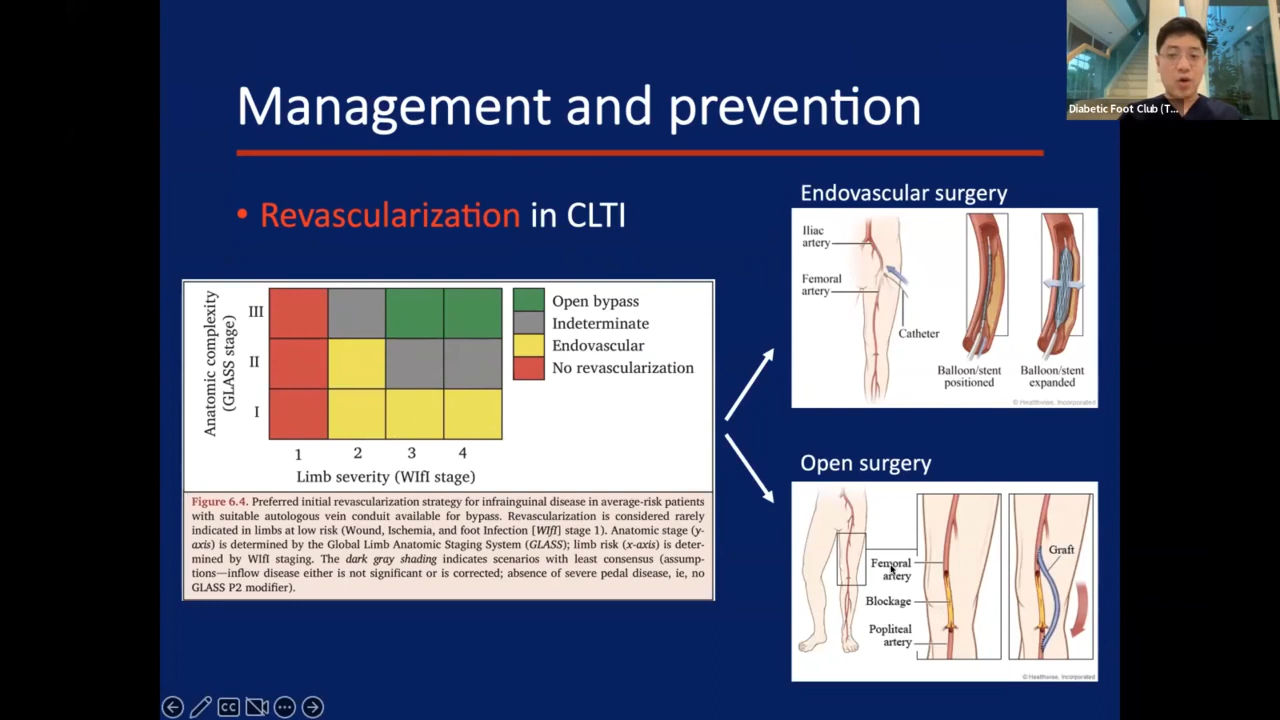 Management and prevention
• Revascularization in CLTI
Anatomic complexity
(GLASS stage)
III
II
I
1 2 3 4
Limb severity (WIfI stage)
Open bypass
Indeterminate
Endovascular
No revascularization
Figure 6.4. Preferred initial revascularization strategy for infrainguinal disease in average-risk patients
with suitable autologous vein conduit available for bypass. Revascularization is considered rarely
indicated in limbs at low risk (Wound, Ischemia, and foot Infection [WIfI] stage 1). Anatomic stage (y-
axis) is determined by the Global Limb Anatomic Staging System (GLASS); limb risk (x-axis) is deter-
mined by WIfI staging. The dark gray shading indicates scenarios with least consensus (assump-
tions—inflow disease either is not significant or is corrected; absence of severe pedal disease, ie, no
GLASS P2 modifier).
Endovascular surgery
Iliac
artery
Femoral
artery
Catheter
Balloon/stent
positioned
Balloon/stent
expanded
© Healthwise, Incorporated
Open surgery
Femoral
artery
Blockage
Popliteal
artery
Graft
© Healthwise, Incorporated
Diabetic Foot Club (T...
CC